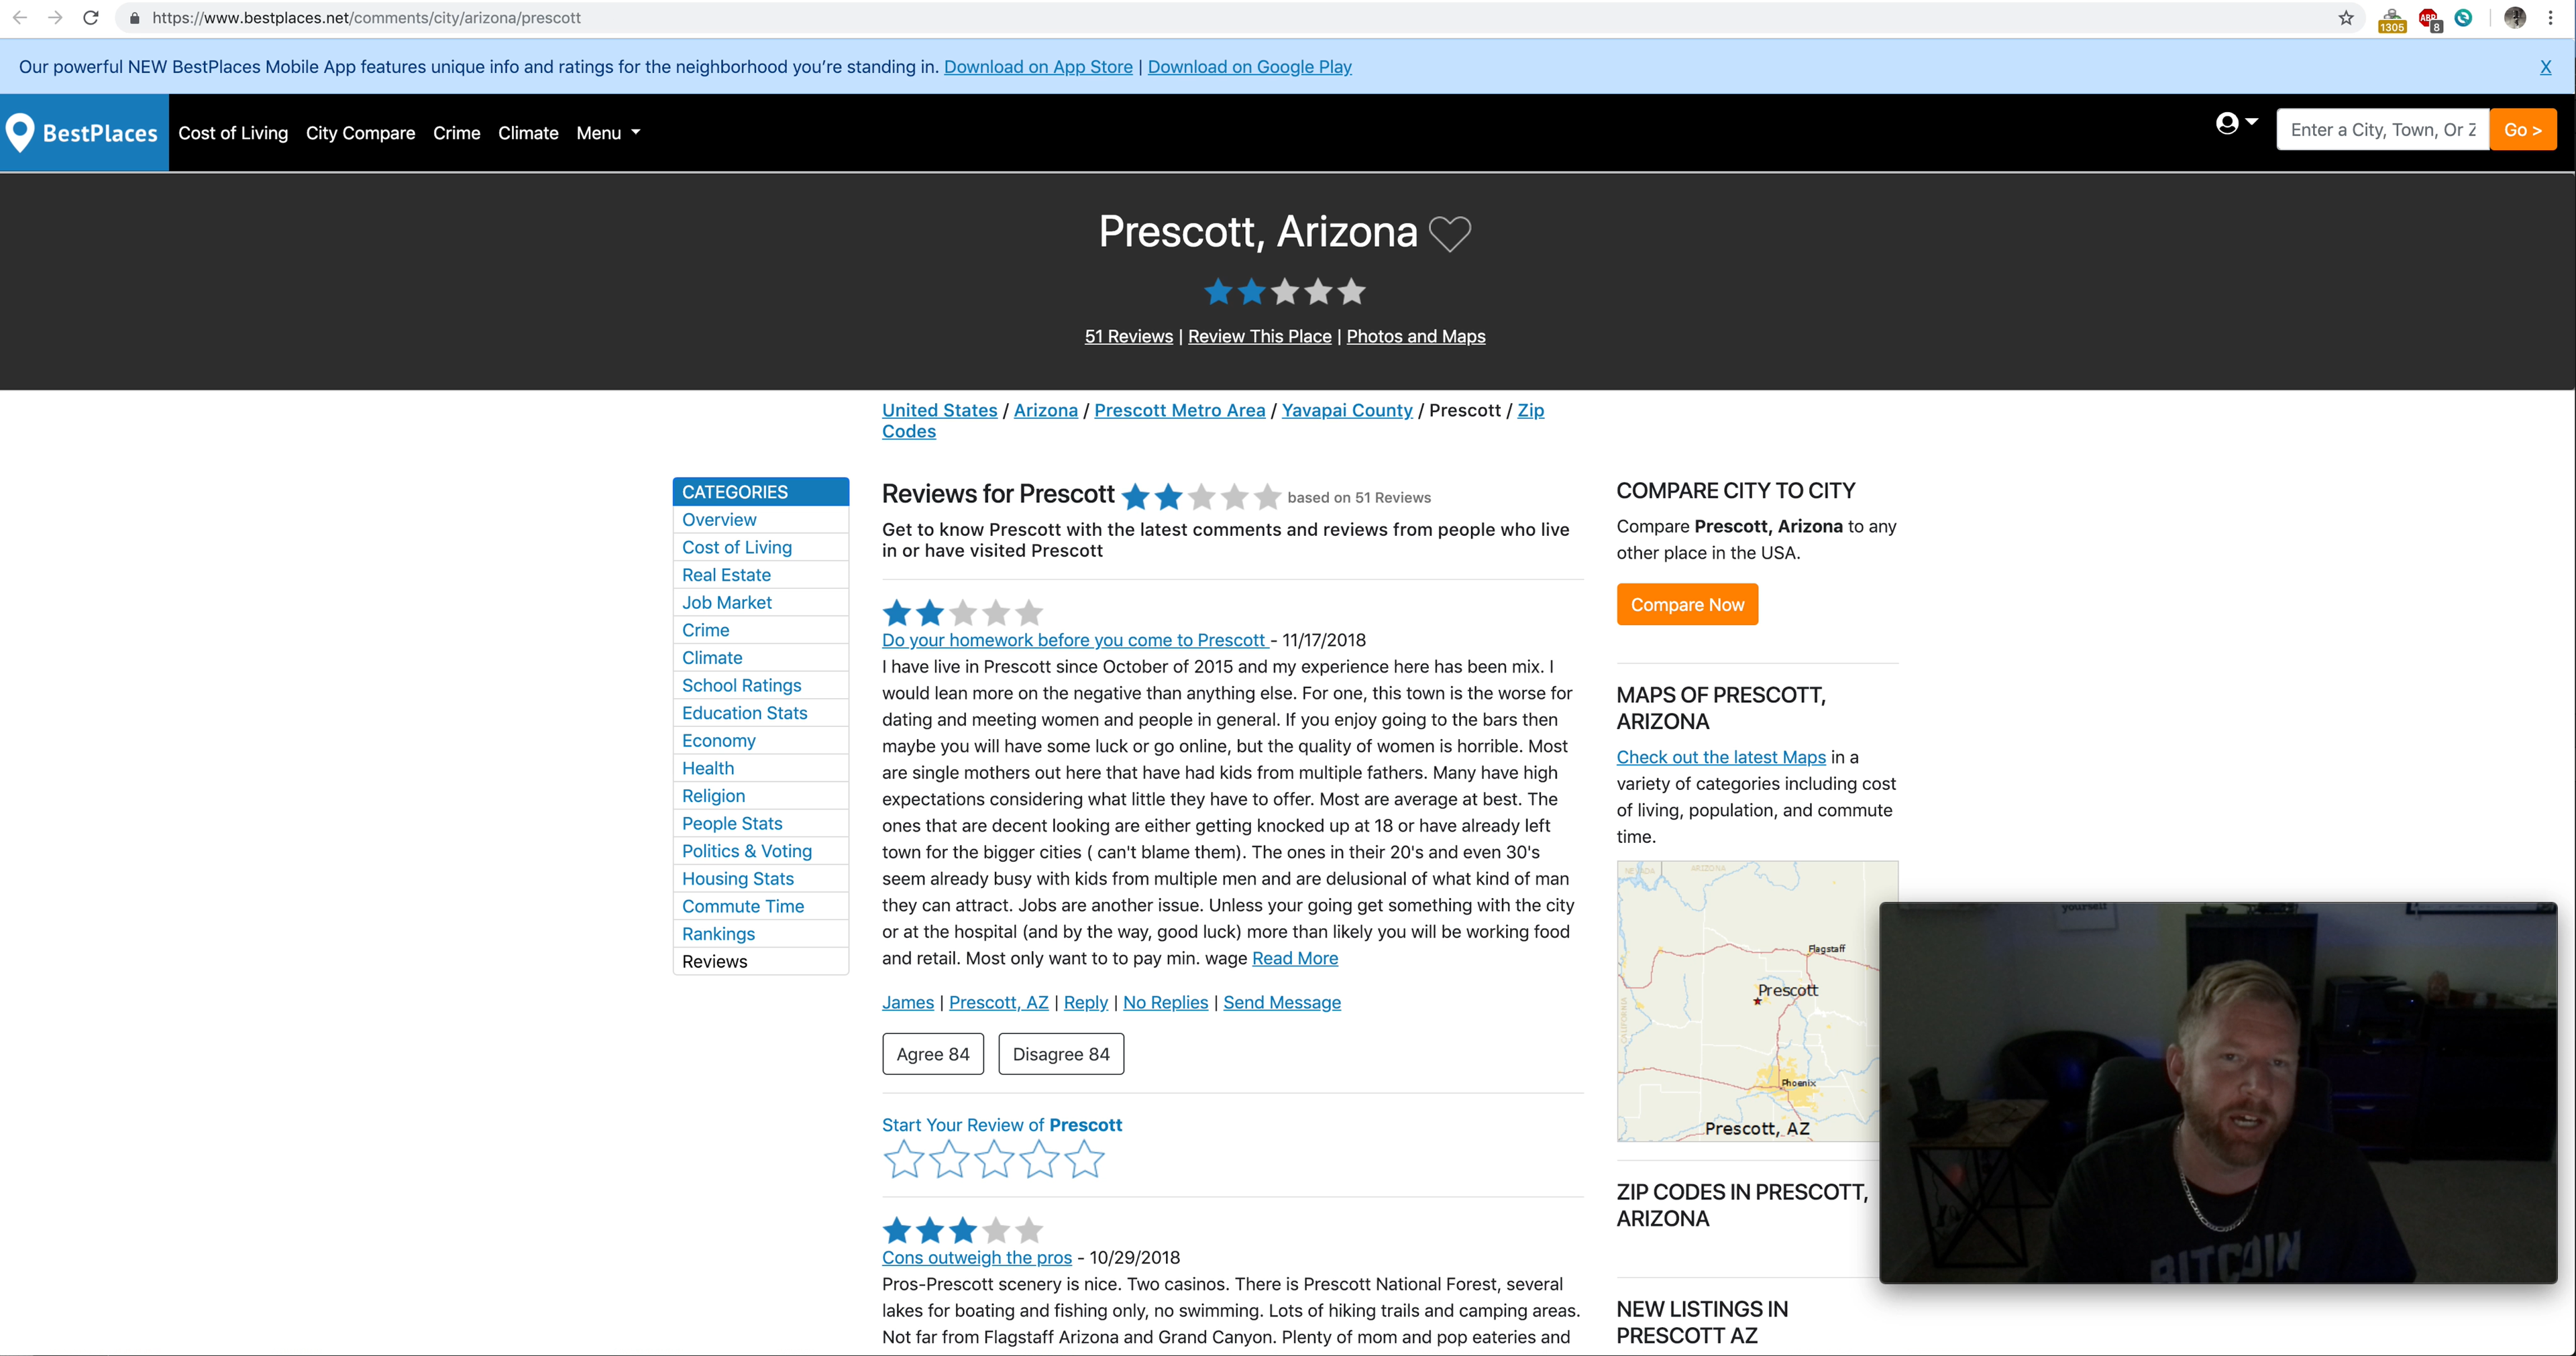 https://www.bestplaces.net/comments/city/arizona/prescott
1305
ABP
8
Our powerful NEW BestPlaces Mobile App features unique info and ratings for the neighborhood you're standing in. Download on App Store | Download on Google Play
X
BestPlaces
Cost of Living City Compare Crime Climate Menu
Enter a City, Town, Or Z
Go >
Prescott, Arizona
51 Reviews | Review This Place | Photos and Maps
United States / Arizona / Prescott Metro Area / Yavapai County / Prescott / Zip
Codes
CATEGORIES
Overview
Cost of Living
Real Estate
Job Market
Crime
Climate
School Ratings
Education Stats
Economy
Health
Religion
People Stats
Politics & Voting
Housing Stats
Commute Time
Rankings
Reviews
Reviews for Prescott based on 51 Reviews
Get to know Prescott with the latest comments and reviews from people who live
in or have visited Prescott
Do your homework before you come to Prescott - 11/17/2018
I have live in Prescott since October of 2015 and my experience here has been mix. I
would lean more on the negative than anything else. For one, this town is the worse for
dating and meeting women and people in general. If you enjoy going to the bars then
maybe you will have some luck or go online, but the quality of women is horrible. Most
are single mothers out here that have had kids from multiple fathers. Many have high
expectations considering what little they have to offer. Most are average at best. The
ones that are decent looking are either getting knocked up at 18 or have already left
town for the bigger cities ( can't blame them). The ones in their 20's and even 30's
seem already busy with kids from multiple men and are delusional of what kind of man
they can attract. Jobs are another issue. Unless your going get something with the city
or at the hospital (and by the way, good luck) more than likely you will be working food
and retail. Most only want to to pay min. wage Read More
James | Prescott, AZ | Reply | No Replies | Send Message
Agree 84
Disagree 84
Start Your Review of Prescott
Cons outweigh the pros - 10/29/2018
Pros-Prescott scenery is nice. Two casinos. There is Prescott National Forest, several
lakes for boating and fishing only, no swimming. Lots of hiking trails and camping areas.
Not far from Flagstaff Arizona and Grand Canyon. Plenty of mom and pop eateries and
COMPARE CITY TO CITY
Compare Prescott, Arizona to any
other place in the USA.
Compare Now
MAPS OF PRESCOTT,
ARIZONA
Check out the latest Maps in a
variety of categories including cost
of living, population, and commute
time.
NEVADA
ARIZONA
CALIFORNIA
Flagstaff
Prescott
Phoenix
Prescott, AZ
ZIP CODES IN PRESCOTT,
ARIZONA
NEW LISTINGS IN
PRESCOTT AZ
yourself
BITCOIN